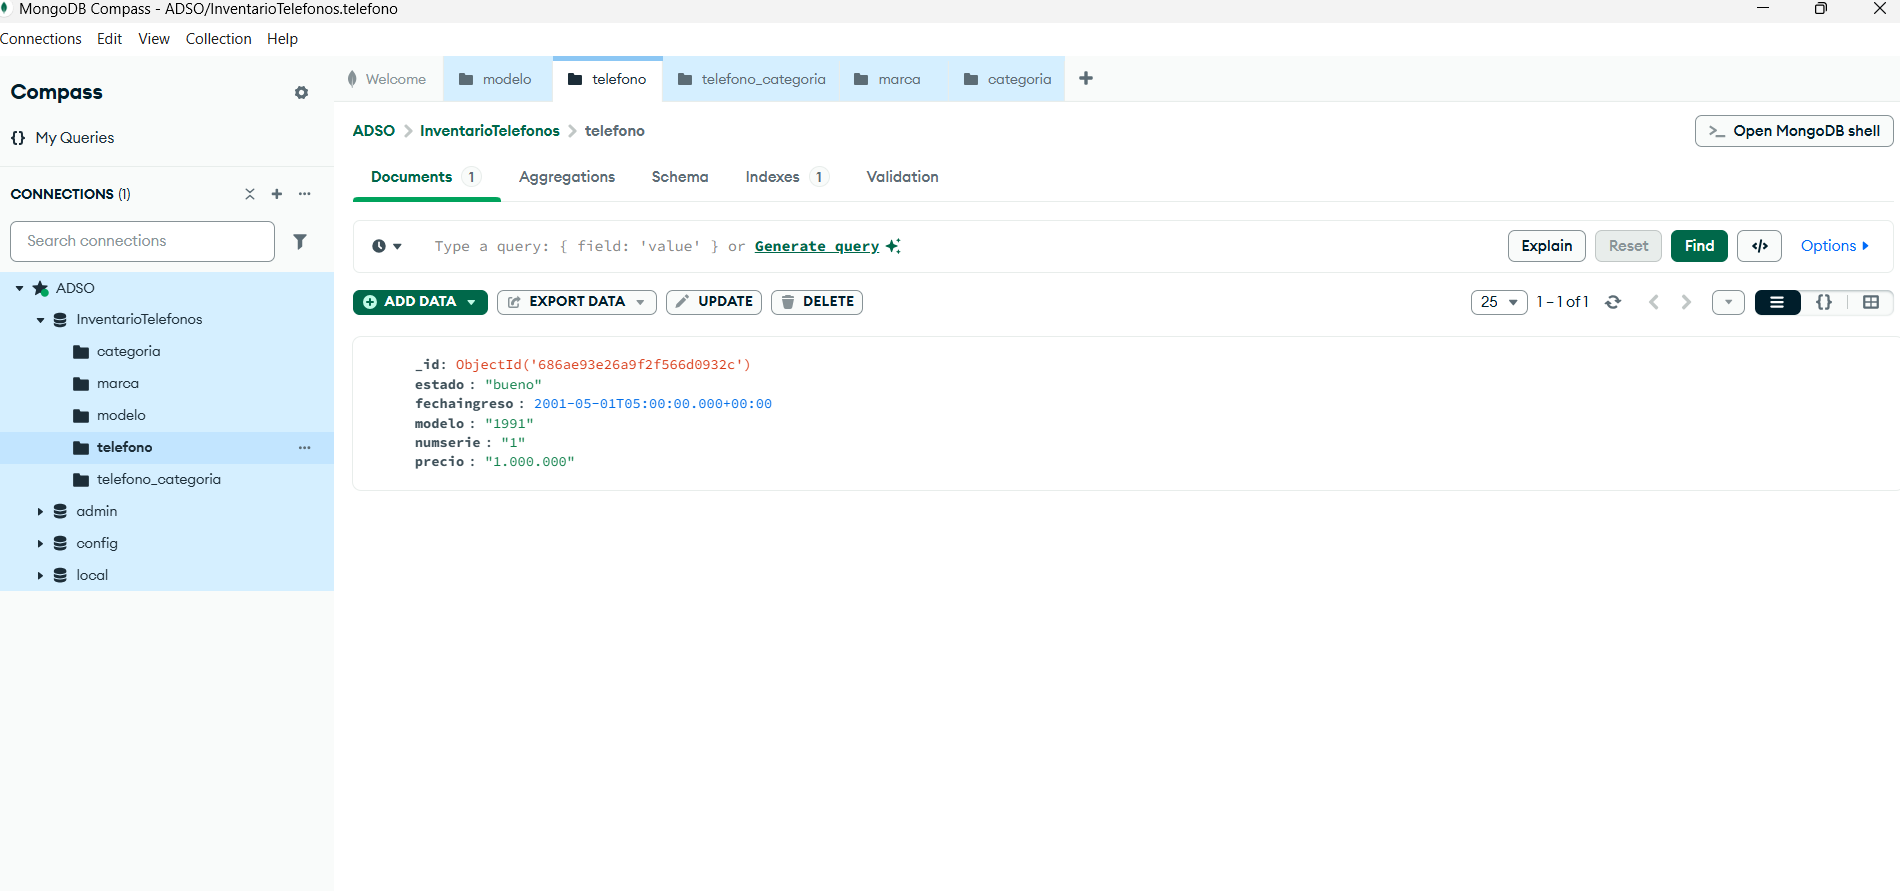 MongoDB Compass - ADSO/InventarioTelefonos.telefono
Connections Edit View Collection Help
Compass
{} My Queries
CONNECTIONS (1)
Search connections
ADSO
InventarioTelefonos
categoria
marca
modelo
telefono
telefono_categoria
admin
config
local
Welcome modelo telefono telefono_categoria marca categoria +
ADSO > InventarioTelefonos > telefono
>_ Open MongoDB shell
Documents 1 Aggregations Schema Indexes 1 Validation
Type a query: { field: 'value' } or Generate query
Explain Reset Find </> Options
ADD DATA EXPORT DATA UPDATE DELETE
25 1 – 1 of 1 {}
_id: ObjectId('686ae93e26a9f2f566d0932c')
estado : "bueno"
fechaingreso : 2001-05-01T05:00:00.000+00:00
modelo : "1991"
numserie : "1"
precio : "1.000.000"